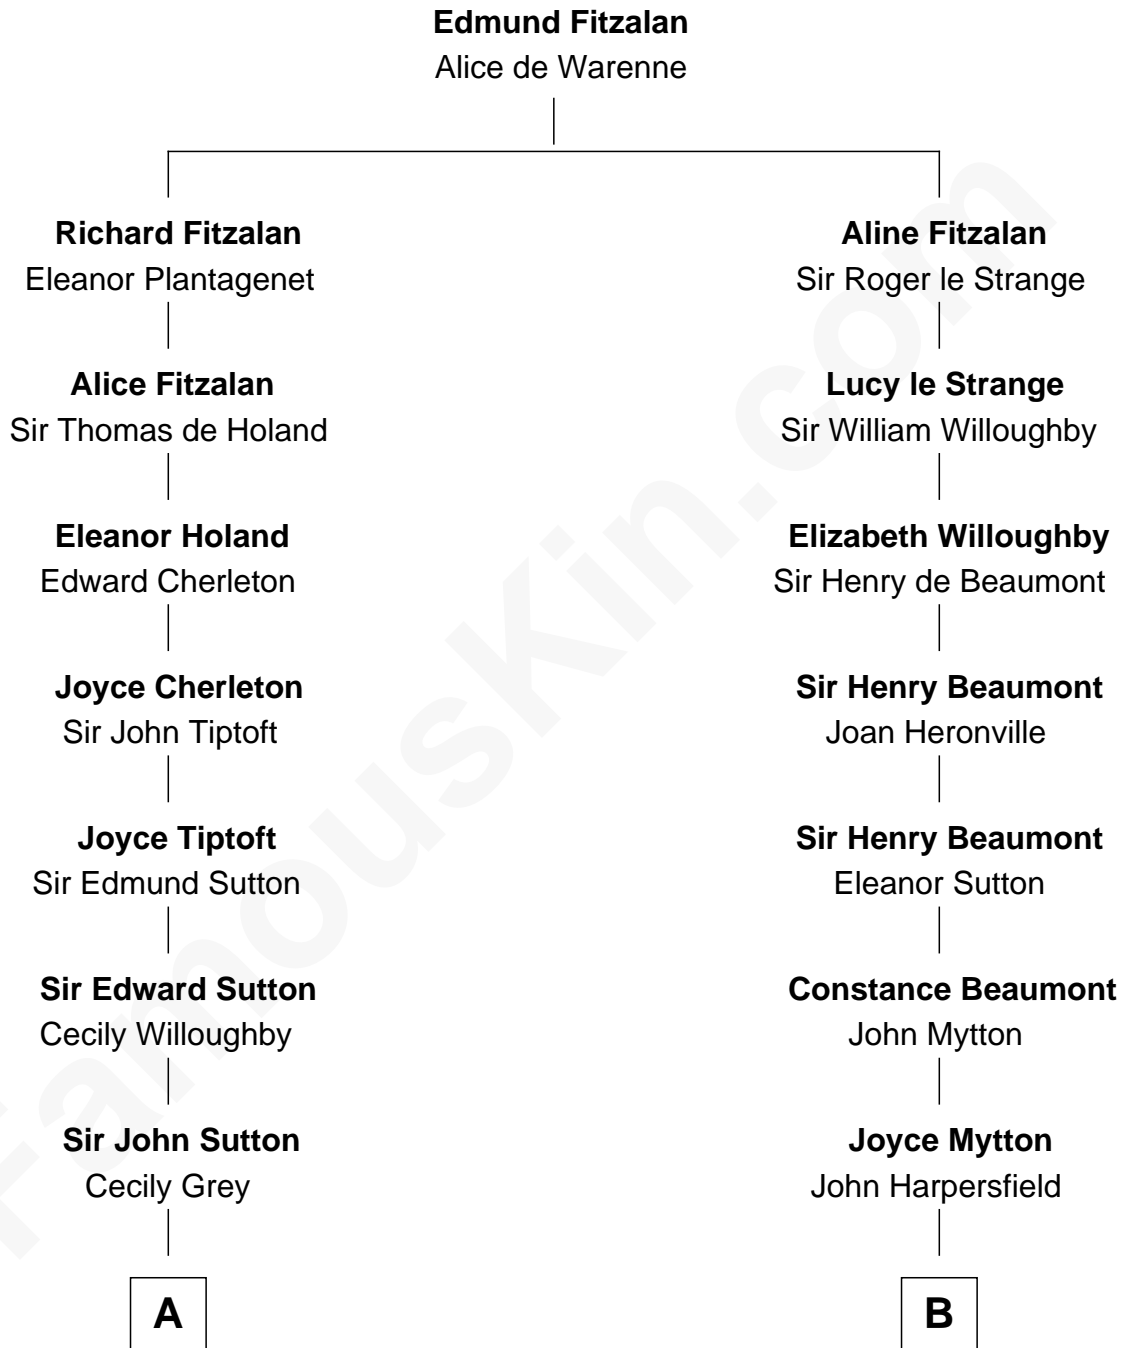 Edmund Fitzalan
Alice de Warenne
Richard Fitzalan
Eleanor Plantagenet
Aline Fitzalan
Sir Roger le Strange
Alice Fitzalan
Sir Thomas de Holand
Lucy le Strange
Sir William Willoughby
Eleanor Holand
Edward Cherleton
Elizabeth Willoughby
Sir Henry de Beaumont
Joyce Cherleton
Sir John Tiptoft
Sir Henry Beaumont
Joan Heronville
Joyce Tiptoft
Sir Edmund Sutton
Sir Henry Beaumont
Eleanor Sutton
Sir Edward Sutton
Cecily Willoughby
Constance Beaumont
John Mytton
Sir John Sutton
Cecily Grey
Joyce Mytton
John Harpersfield
A
B
FamousKin.com